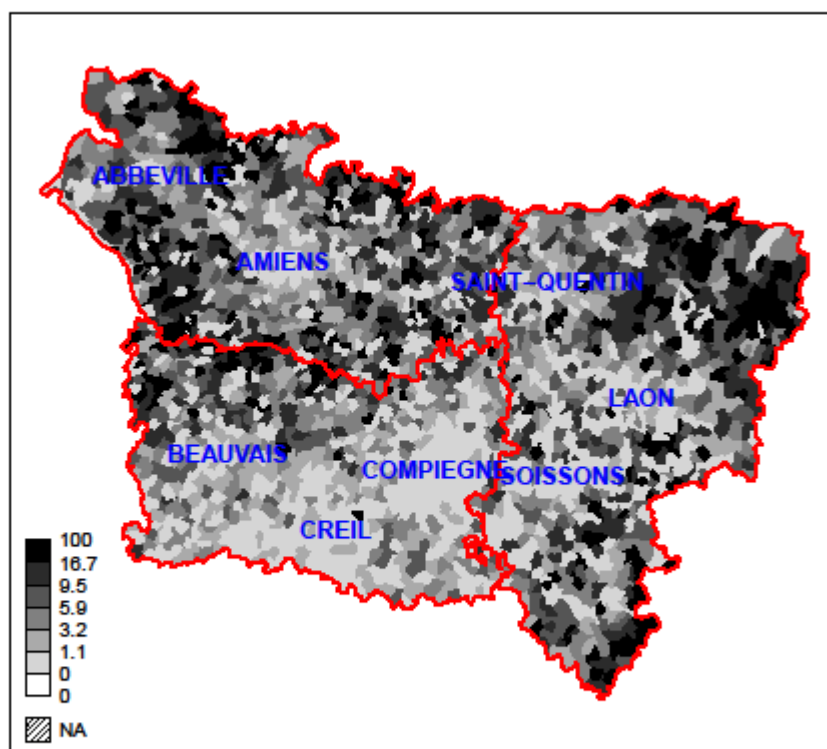 ABBEVILLE
AMIENS
SAINT–QUENTIN
LAON
BEAUVAIS
COMPIEGNE
SOISSONS
CREIL
100
16.7
9.5
5.9
3.2
1.1
0
0
NA